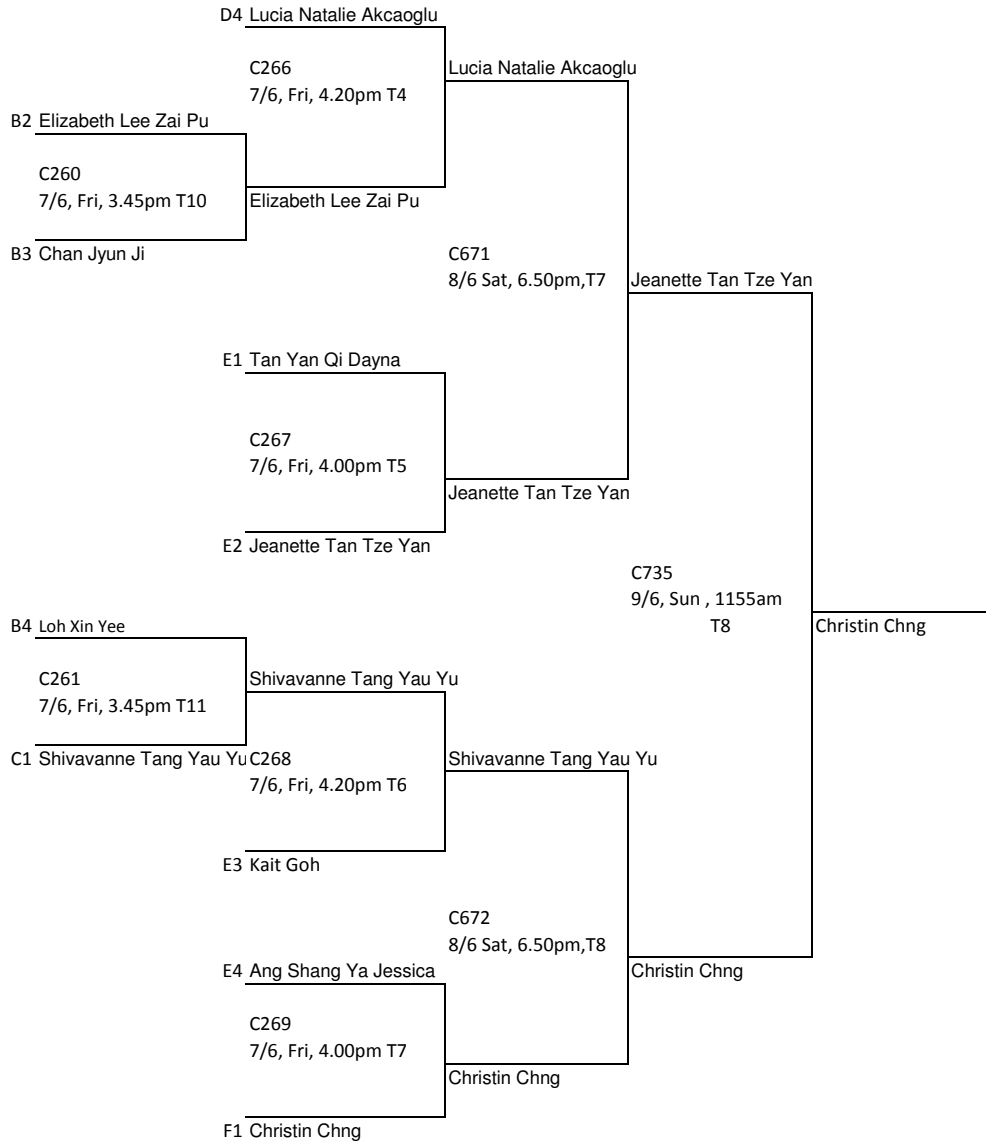 D4 Lucia Natalie Akcaoglu
C266
7/6, Fri, 4.20pm T4
Lucia Natalie Akcaoglu
B2 Elizabeth Lee Zai Pu
C260
7/6, Fri, 3.45pm T10
Elizabeth Lee Zai Pu
B3 Chan Jyun Ji
C671
8/6 Sat, 6.50pm,T7
Jeanette Tan Tze Yan
E1 Tan Yan Qi Dayna
C267
7/6, Fri, 4.00pm T5
Jeanette Tan Tze Yan
E2 Jeanette Tan Tze Yan
C735
9/6, Sun , 1155am
T8
Christin Chng
B4 Loh Xin Yee
C261
7/6, Fri, 3.45pm T11
Shivavanne Tang Yau Yu
C1 Shivavanne Tang Yau Yu
C268
7/6, Fri, 4.20pm T6
Shivavanne Tang Yau Yu
E3 Kait Goh
C672
8/6 Sat, 6.50pm,T8
Christin Chng
E4 Ang Shang Ya Jessica
C269
7/6, Fri, 4.00pm T7
Christin Chng
F1 Christin Chng